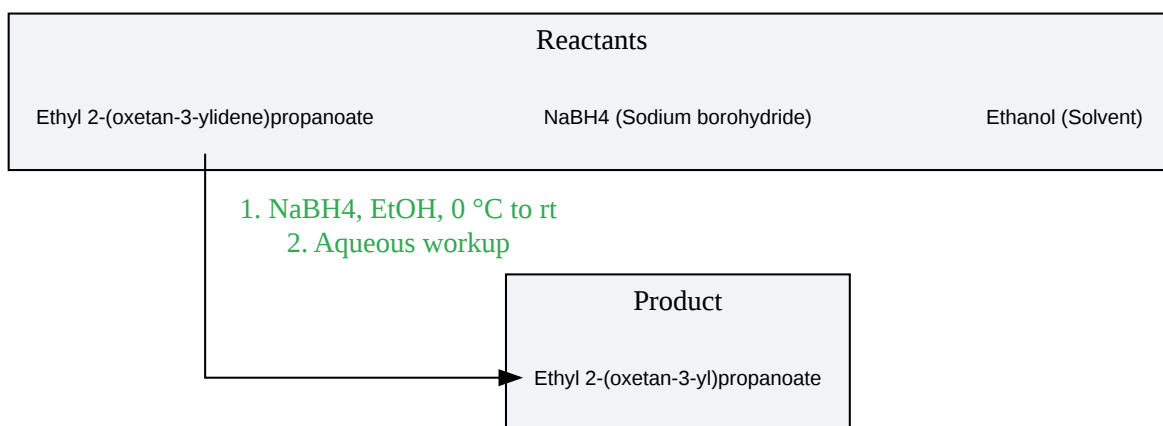 Reactants
Ethyl 2-(oxetan-3-ylidene)propanoate NaBH4 (Sodium borohydride) Ethanol (Solvent)
1. NaBH4, EtOH, 0 °C to rt
2. Aqueous workup
Product
Ethyl 2-(oxetan-3-yl)propanoate